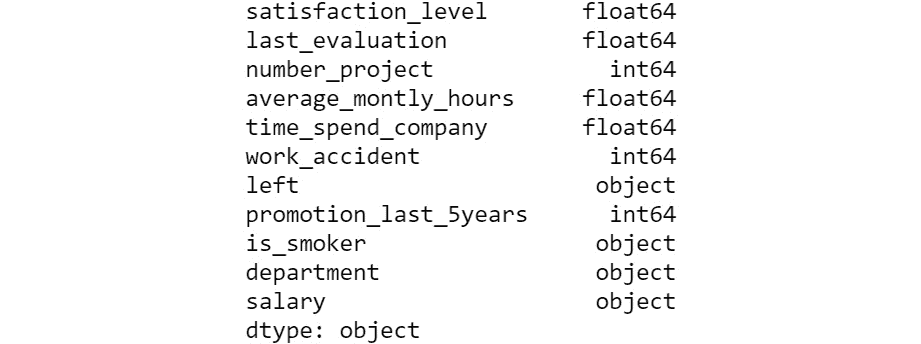 satisfaction_level float64
last_evaluation float64
number_project int64
average_montly_hours float64
time_spend_company float64
work_accident int64
left object
promotion_last_5years int64
is_smoker object
department object
salary object
dtype: object